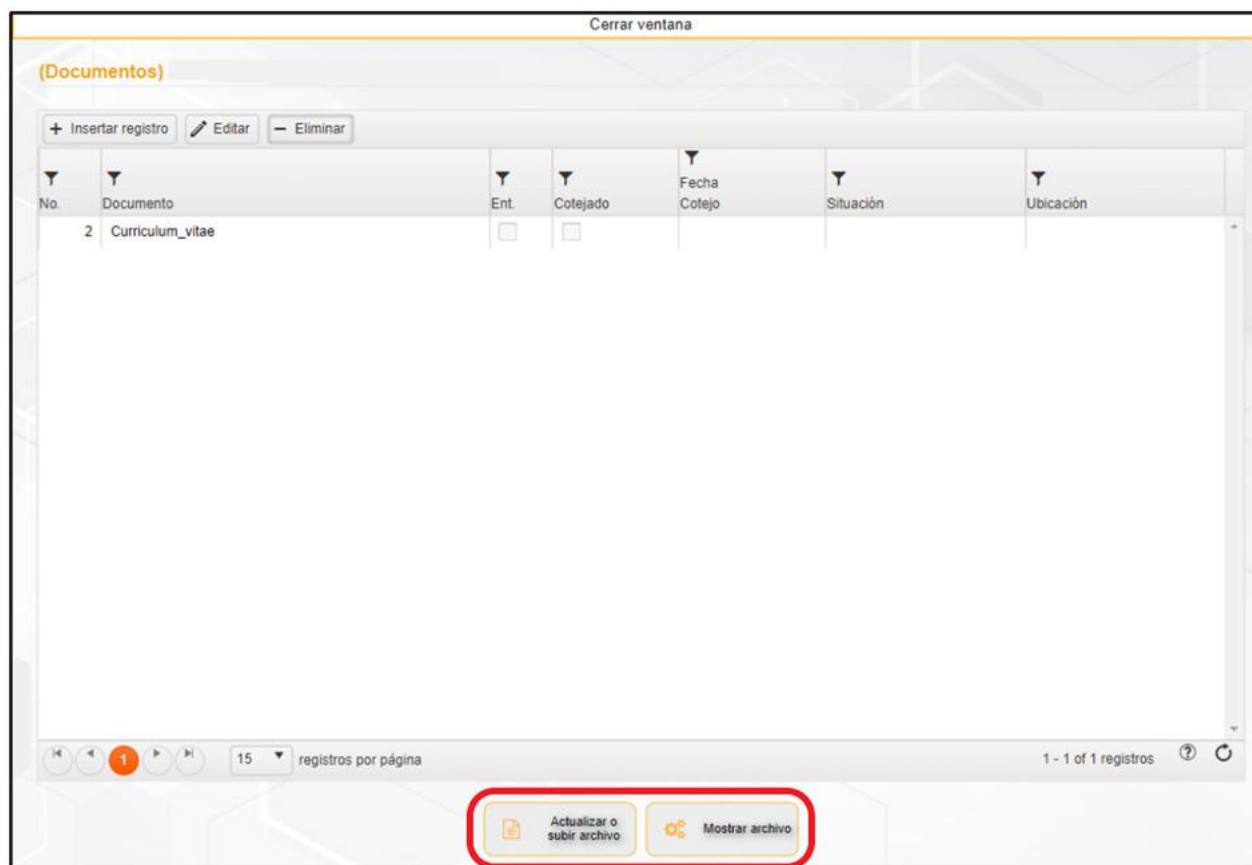 Cerrar ventana
(Documentos)
+ Insertar registro Editar − Eliminar
No. Documento Ent. Cotejado Fecha Cotejo Situación Ubicación
2 Curriculum_vitae
1 15 registros por página 1 - 1 of 1 registros
Actualizar o subir archivo Mostrar archivo